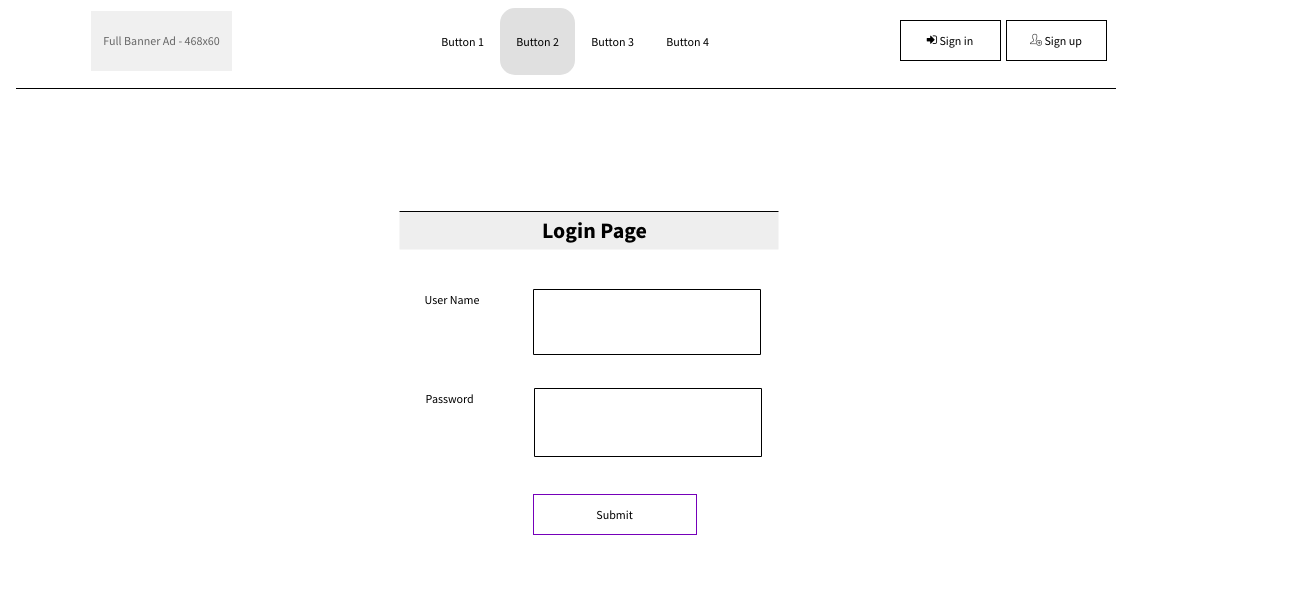 Full Banner Ad - 468x60
Button 1
Button 2
Button 3
Button 4
Sign in
Sign up
Login Page
User Name
Password
Submit